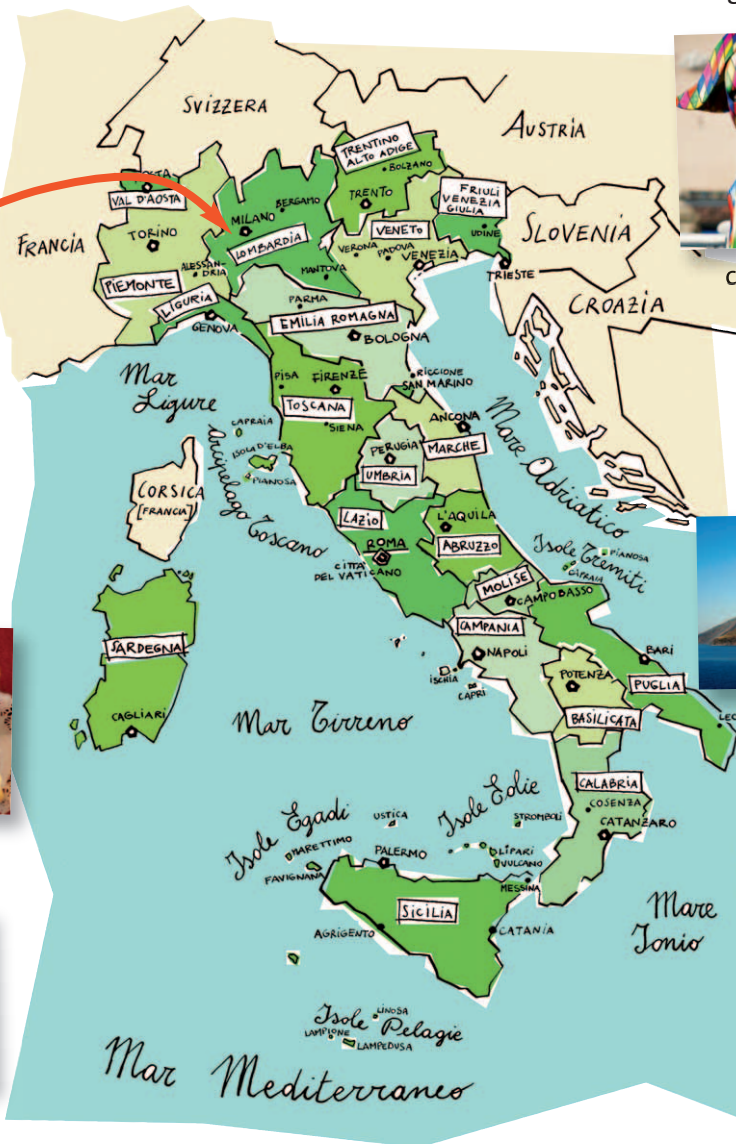 SVIZZERA
AUSTRIA
TRENTINO
ALTO ADIGE
BOLZANO
VAL D'AOSTA
BERGAMO
TRENTO
FRIULI
VENEZIA
GIULIA
MILANO
UDINE
SLOVENIA
FRANCIA
TORINO
LOMBARDIA
VENETO
VERONA
PADOVA
VENEZIA
TRIESTE
ALESSAN-
DRIA
MANTOVA
PIEMONTE
LIGURIA
GENOVA
PARMA
EMILIA ROMAGNA
BOLOGNA
CROAZIA
Mar
Ligure
PISA
FIRENZE
RICCIONE
SAN MARINO
TOSCANA
SIENA
ANCONA
MARCHE
PERUGIA
UMBRIA
Mare Adriatico
CAPRAIA
ISOLA D'ELBA
PIANOSA
Arcipelago Toscano
CORSICA
[FRANCIA]
LAZIO
ROMA
CITTÀ
DEL VATICANO
L'AQUILA
ABRUZZO
Isole Tremiti
PIANOSA
CAPRAIA
MOLISE
CAMPOBASSO
CAMPANIA
NAPOLI
ISCHIA
CAPRI
BARI
PUGLIA
POTENZA
BASILICATA
LEC
SARDEGNA
CAGLIARI
Mar Tirreno
CALABRIA
COSENZA
CATANZARO
Isole Egadi
MARETTIMO
FAVIGNANA
USTICA
PALERMO
Isole Eolie
STROMBOLI
LIPARI
VULCANO
MESSINA
SICILIA
AGRIGENTO
CATANIA
Mare
Jonio
Isole Pelagie
LINOSA
LAMPIONE
LAMPEDUSA
Mar Mediterraneo